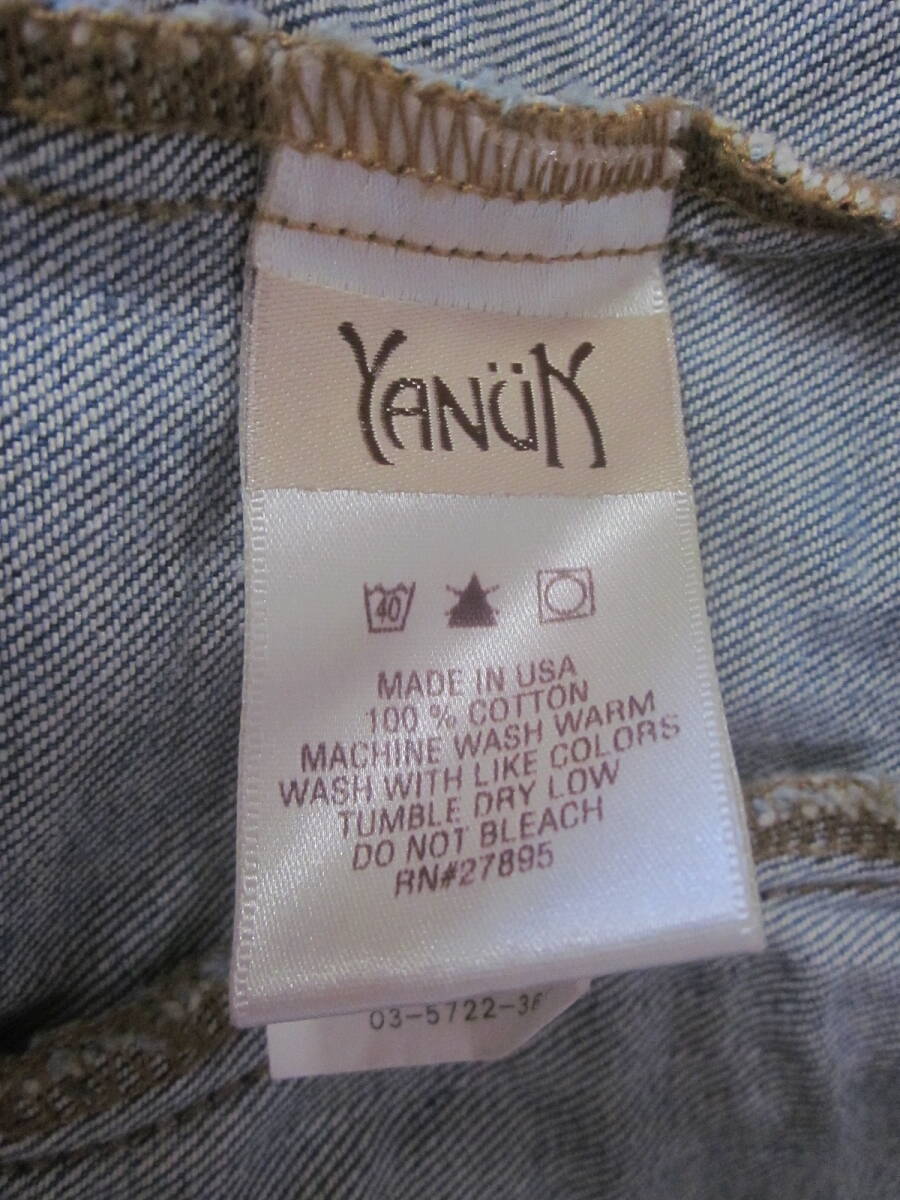 YANÜK
40
MADE IN USA
100 % COTTON
MACHINE WASH WARM
WASH WITH LIKE COLORS
TUMBLE DRY LOW
DO NOT BLEACH
RN#27895
03-5722-3